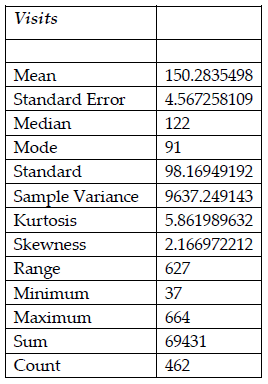 Visits
Mean 150.2835498
Standard Error 4.567258109
Median 122
Mode 91
Standard 98.16949192
Sample Variance 9637.249143
Kurtosis 5.861989632
Skewness 2.166972212
Range 627
Minimum 37
Maximum 664
Sum 69431
Count 462